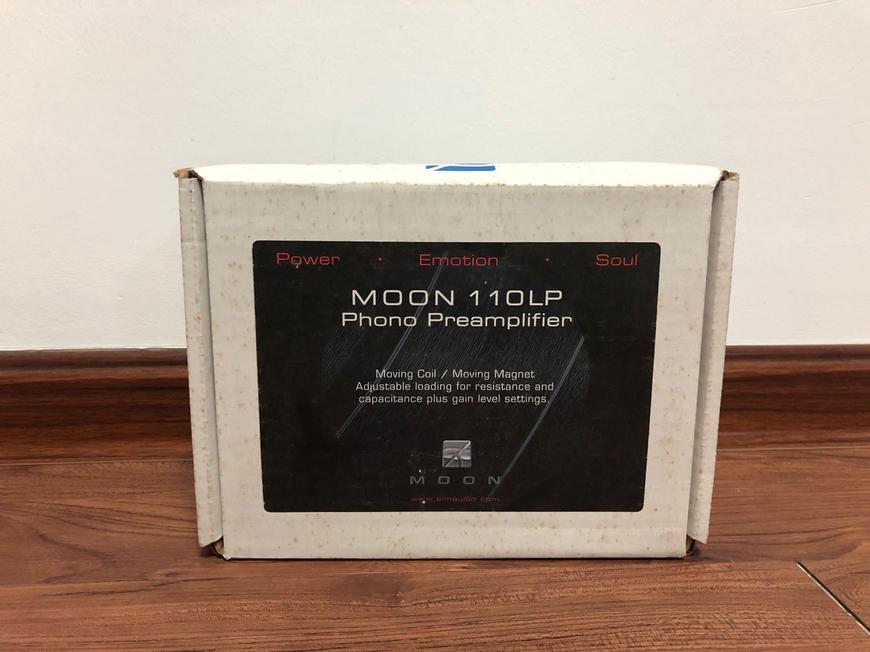 Power • Emotion • Soul
MOON 110LP
Phono Preamplifier
Moving Coil / Moving Magnet
Adjustable loading for resistance and
capacitance plus gain level settings.
MOON
www.simaudio.com